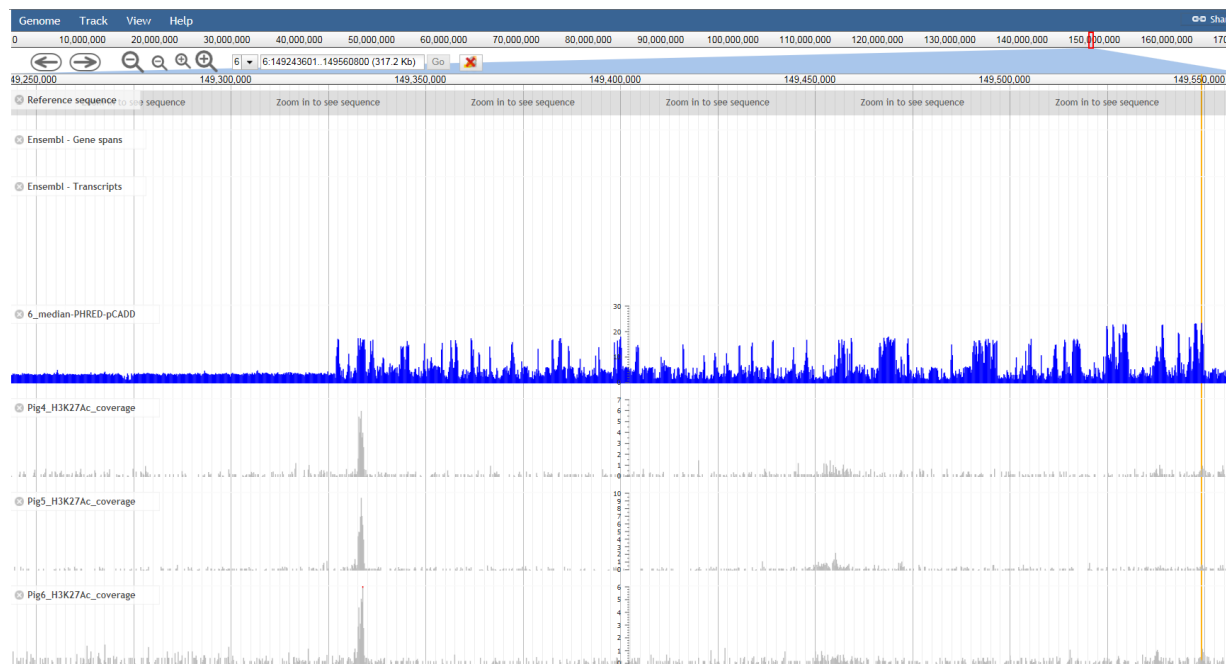 Genome Track View Help Shar
0 10,000,000 20,000,000 30,000,000 40,000,000 50,000,000 60,000,000 70,000,000 80,000,000 90,000,000 100,000,000 110,000,000 120,000,000 130,000,000 140,000,000 150,000,000 160,000,000 170
6 6:149243601..149560800 (317.2 Kb) Go
49,250,000 149,300,000 149,350,000 149,400,000 149,450,000 149,500,000 149,550,000
Reference sequence to see sequence Zoom in to see sequence Zoom in to see sequence Zoom in to see sequence Zoom in to see sequence Zoom in to see sequence
Ensembl - Gene spans
Ensembl - Transcripts
30
6_median-PHRED-pCADD
20
0
7
Pig4_H3K27Ac_coverage
6
5
4
3
2
1
0
10
9
Pig5_H3K27Ac_coverage
8
7
6
5
4
3
2
1
0
6
Pig6_H3K27Ac_coverage
5
4
3
2
1
0